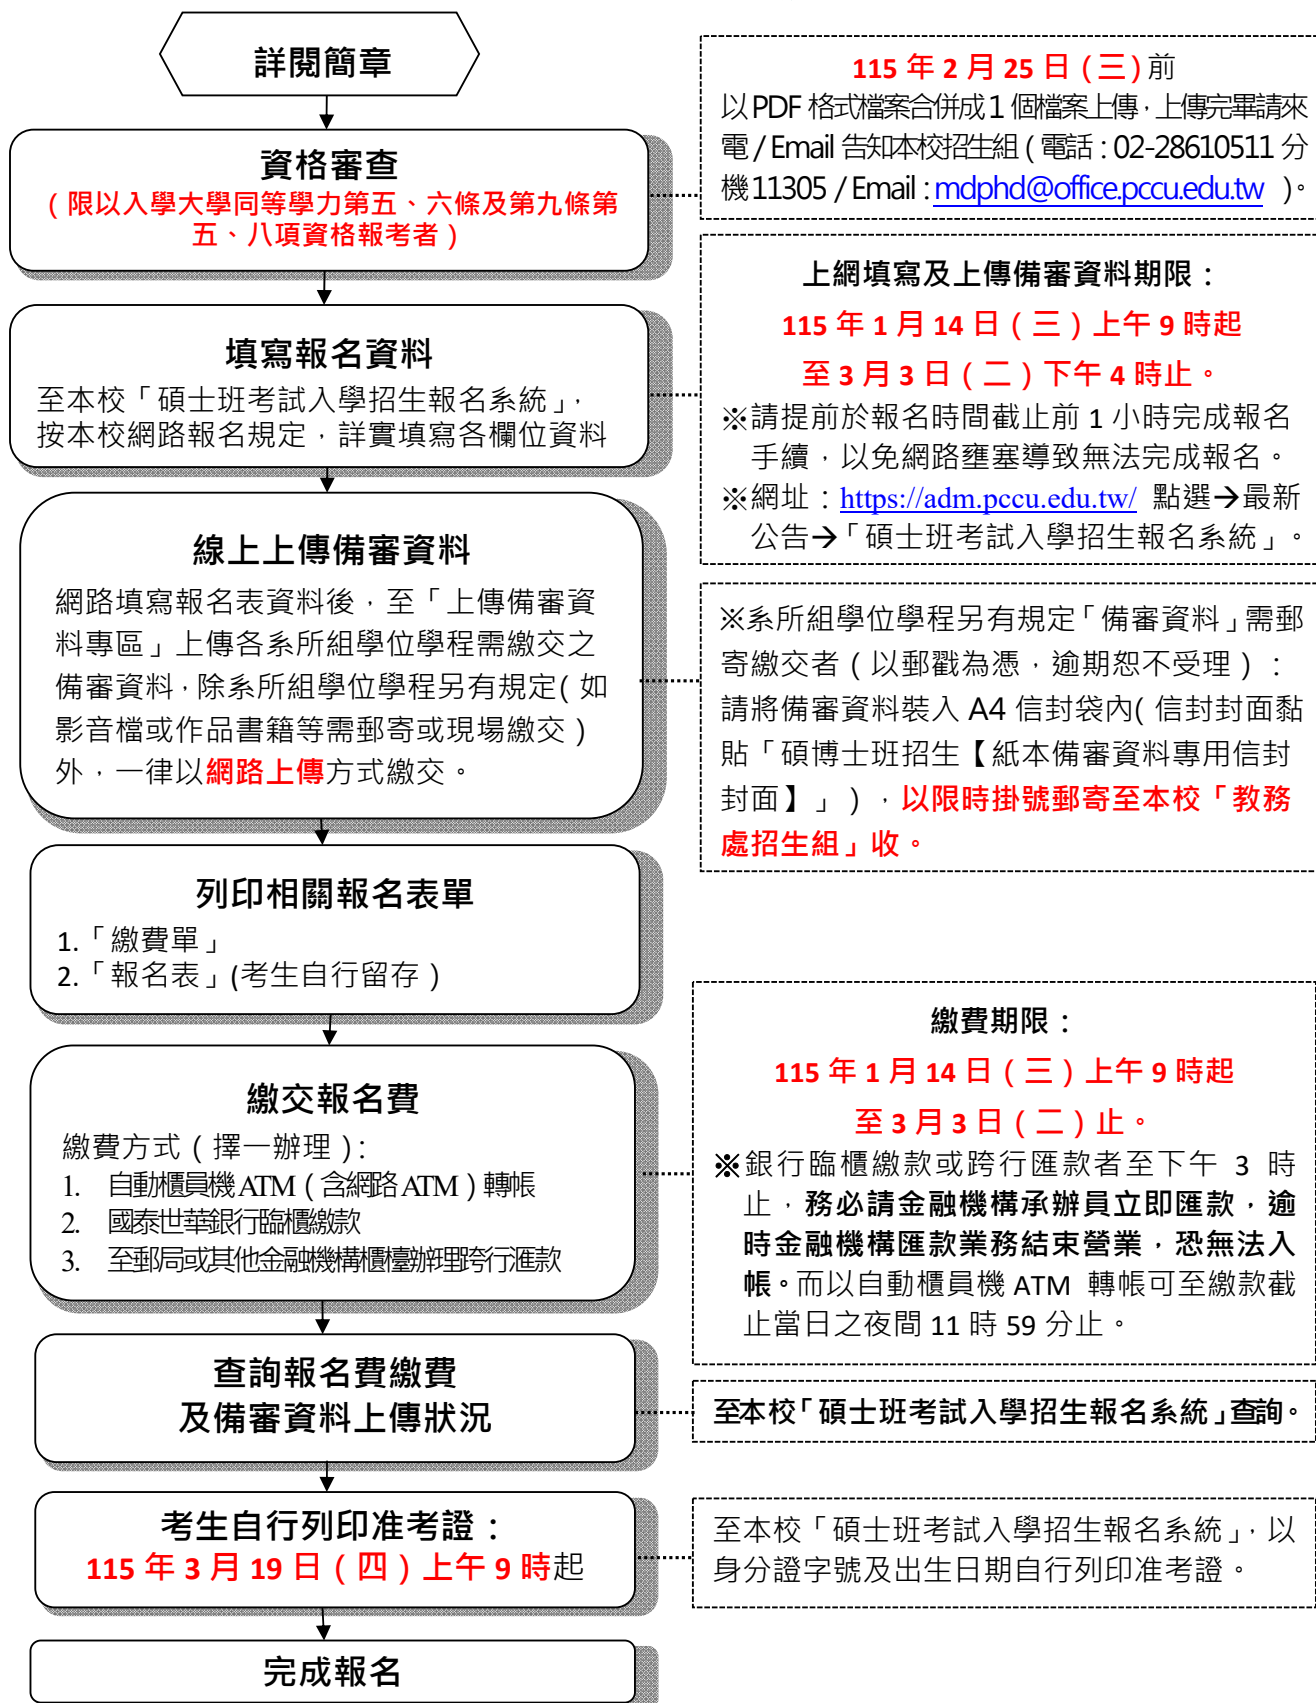 詳閱簡章
115 年 2 月 25 日(三)前
以 PDF 格式檔案合併成 1 個檔案上傳，上傳完畢請來
電 / Email 告知本校招生組(電話:02-28610511 分
機 11305 / Email:mdphd@office.pccu.edu.tw )。
資格審查
(限以入學大學同等學力第五、六條及第九條第
五、八項資格報考者)
上網填寫及上傳備審資料期限：
115 年 1 月 14 日(三)上午 9 時起
至 3 月 3 日(二)下午 4 時止。
※請提前於報名時間截止前 1 小時完成報名
手續，以免網路壅塞導致無法完成報名。
※網址：https://adm.pccu.edu.tw/ 點選→最新
公告→「碩士班考試入學招生報名系統」。
填寫報名資料
至本校「碩士班考試入學招生報名系統」，
按本校網路報名規定，詳實填寫各欄位資料
線上上傳備審資料
網路填寫報名表資料後，至「上傳備審資
料專區」上傳各系所組學位學程需繳交之
備審資料，除系所組學位學程另有規定(如
影音檔或作品書籍等需郵寄或現場繳交)
外，一律以網路上傳方式繳交。
※系所組學位學程另有規定「備審資料」需郵
寄繳交者(以郵戳為憑，逾期恕不受理)：
請將備審資料裝入 A4 信封袋內(信封封面黏
貼「碩博士班招生【紙本備審資料專用信封
封面】」)，以限時掛號郵寄至本校「教務
處招生組」收。
列印相關報名表單
1.「繳費單」
2.「報名表」(考生自行留存)
繳交報名費
繳費方式(擇一辦理)：
1. 自動櫃員機 ATM(含網路 ATM)轉帳
2. 國泰世華銀行臨櫃繳款
3. 至郵局或其他金融機構櫃檯辦理跨行滙款
繳費期限：
115 年 1 月 14 日(三)上午 9 時起
至 3 月 3 日(二)止。
※銀行臨櫃繳款或跨行匯款者至下午 3 時
止，務必請金融機構承辦員立即匯款，逾
時金融機構匯款業務結束營業，恐無法入
帳。而以自動櫃員機 ATM 轉帳可至繳款截
止當日之夜間 11 時 59 分止。
查詢報名費繳費
及備審資料上傳狀況
至本校「碩士班考試入學招生報名系統」查詢。
考生自行列印准考證：
115 年 3 月 19 日(四)上午 9 時起
至本校「碩士班考試入學招生報名系統」，以
身分證字號及出生日期自行列印准考證。
完成報名